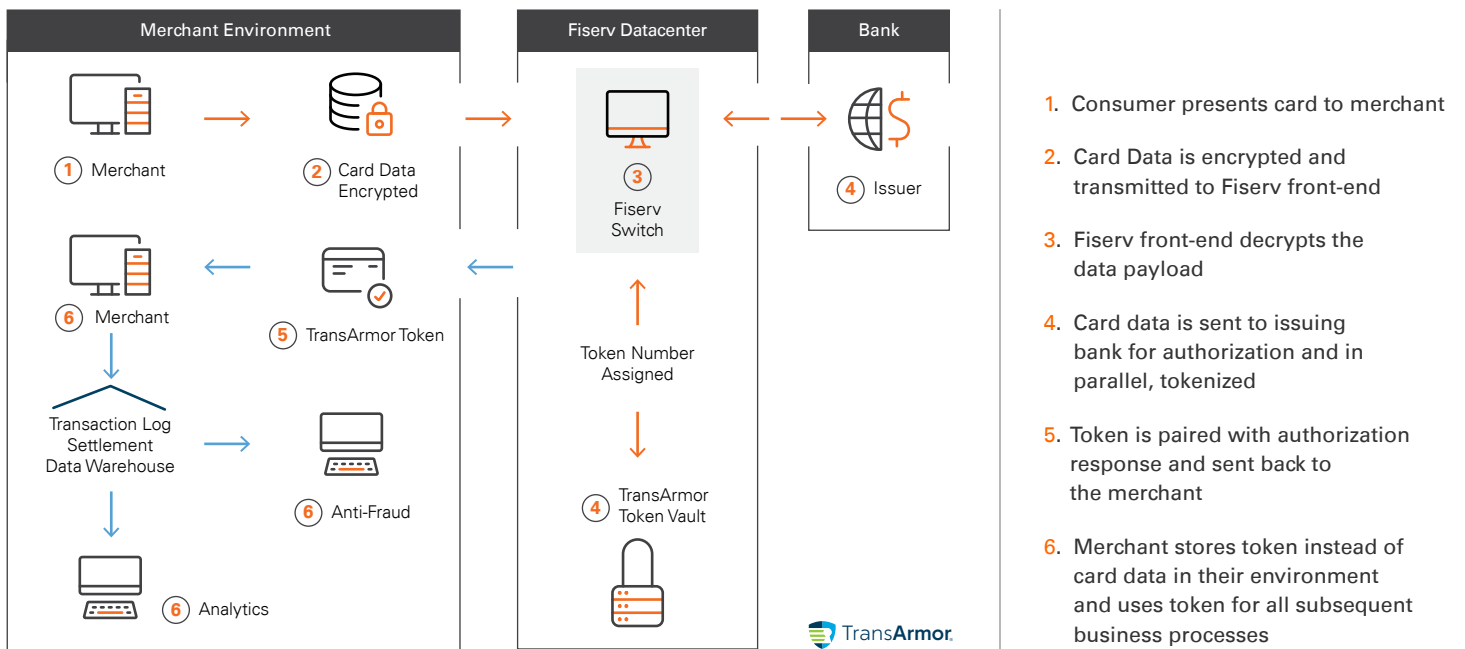 Merchant Environment
Fiserv Datacenter
Bank
1 Merchant
2 Card Data
Encrypted
3
Fiserv
Switch
4 Issuer
6 Merchant
5 TransArmor Token
Token Number
Assigned
Transaction Log
Settlement
Data Warehouse
6 Anti-Fraud
4 TransArmor
Token Vault
6 Analytics
TransArmor®
1. Consumer presents card to merchant
2. Card Data is encrypted and
transmitted to Fiserv front-end
3. Fiserv front-end decrypts the
data payload
4. Card data is sent to issuing
bank for authorization and in
parallel, tokenized
5. Token is paired with authorization
response and sent back to
the merchant
6. Merchant stores token instead of
card data in their environment
and uses token for all subsequent
business processes